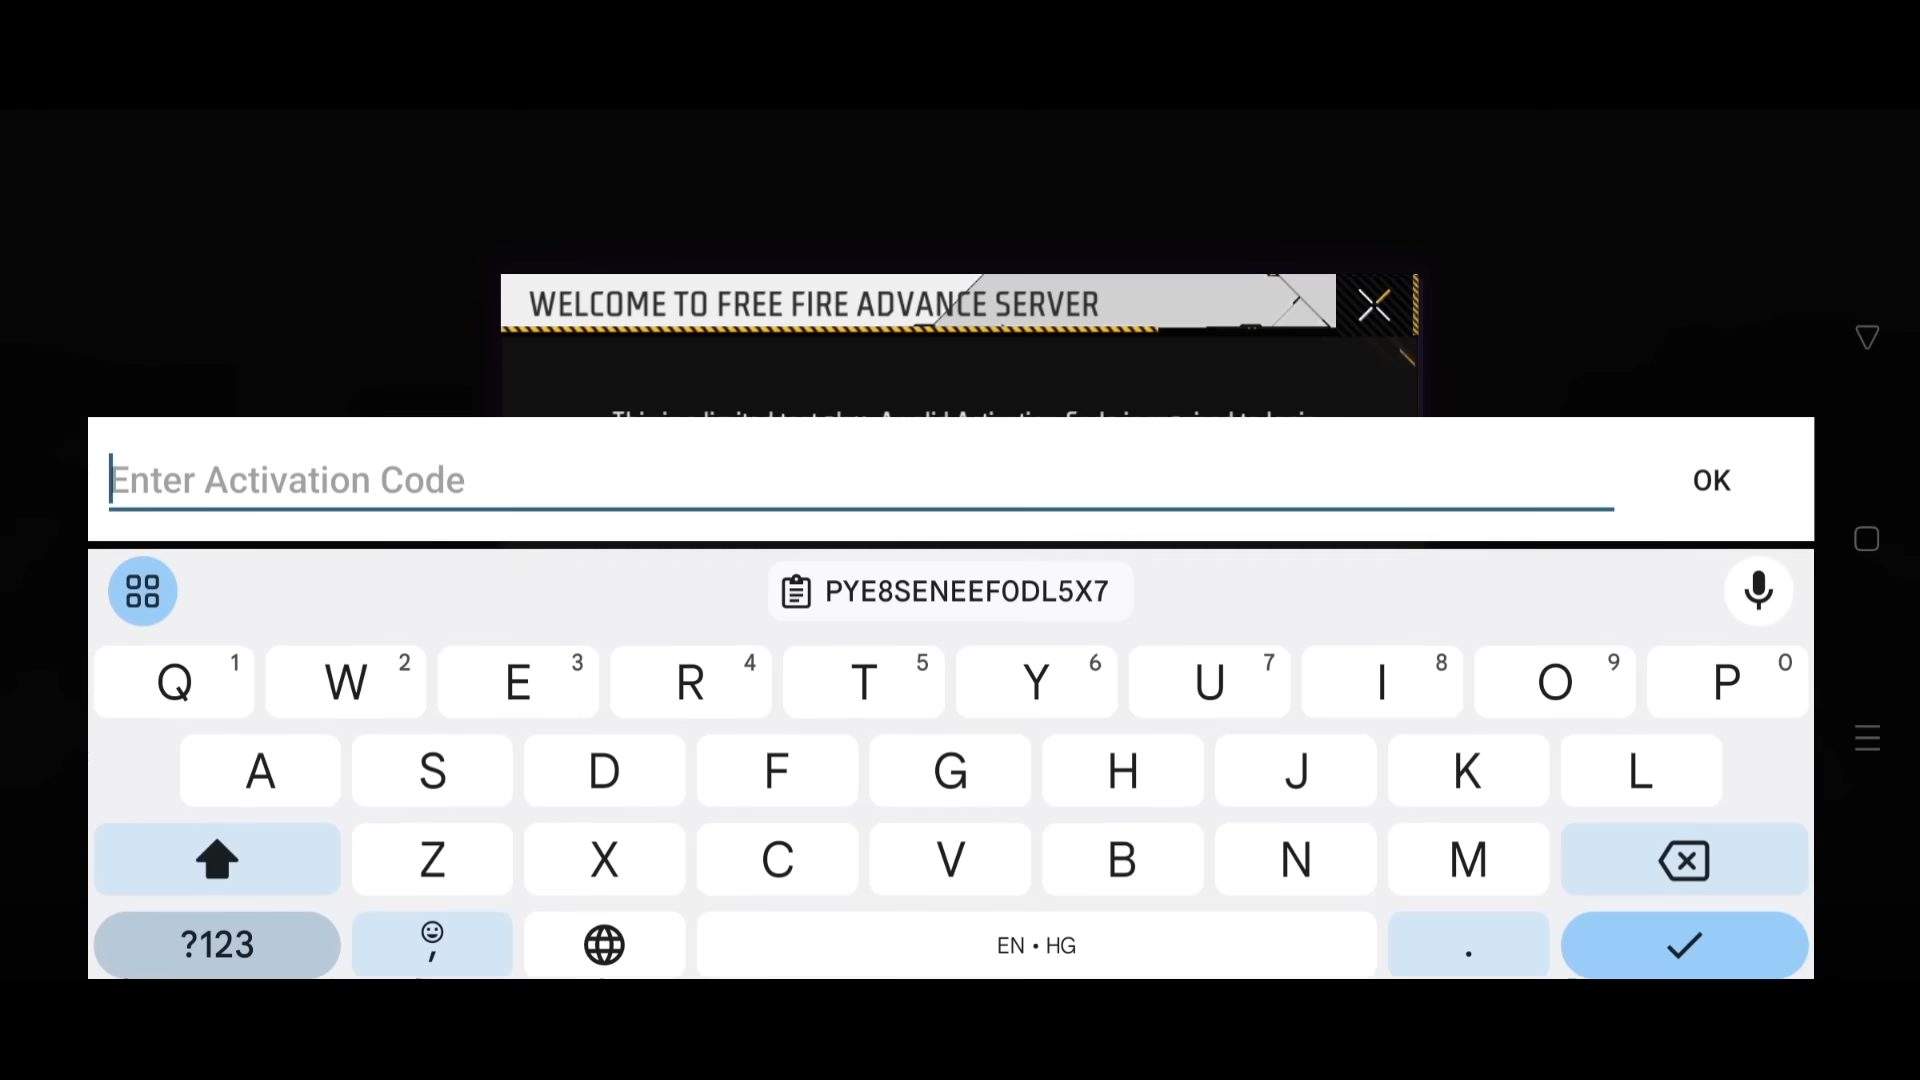 WELCOME TO FREE FIRE ADVANCE SERVER
Enter Activation Code
OK
PYE8SENEEFODL5X7
Q 1 W 2 E 3 R 4 T 5 Y 6 U 7 I 8 O 9 P 0
A S D F G H J K L
Z X C V B N M
?123 , EN • HG .